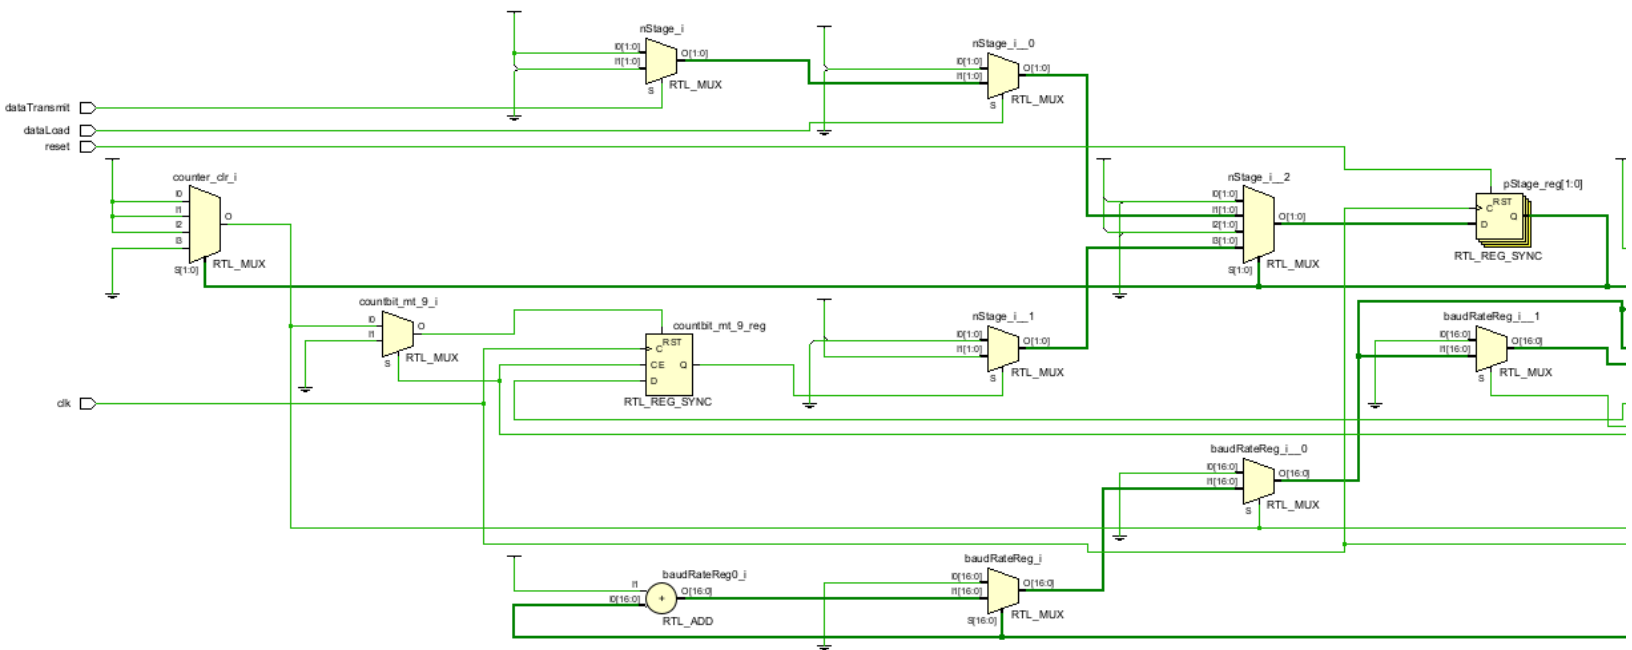 nStage_i
I0[1:0]
I1[1:0]
O[1:0]
S
RTL_MUX
nStage_i__0
I0[1:0]
I1[1:0]
O[1:0]
S
RTL_MUX
dataTransmit
dataLoad
reset
counter_clr_i
I0
I1
I2
I3
O
S[1:0]
RTL_MUX
nStage_i__2
I0[1:0]
I1[1:0]
I2[1:0]
I3[1:0]
O[1:0]
S[1:0]
RTL_MUX
pStage_reg[1:0]
RST
C
Q
D
RTL_REG_SYNC
countbit_mt_9_i
I0
I1
O
S
RTL_MUX
countbit_mt_9_reg
RST
C
CE
Q
D
RTL_REG_SYNC
nStage_i__1
I0[1:0]
I1[1:0]
O[1:0]
S
RTL_MUX
baudRateReg_i__1
I0[16:0]
I1[16:0]
O[16:0]
S
RTL_MUX
clk
baudRateReg_i__0
I0[16:0]
I1[16:0]
O[16:0]
S
RTL_MUX
baudRateReg0_i
I1
I0[16:0]
+
O[16:0]
RTL_ADD
baudRateReg_i
I0[16:0]
I1[16:0]
O[16:0]
S[16:0]
RTL_MUX